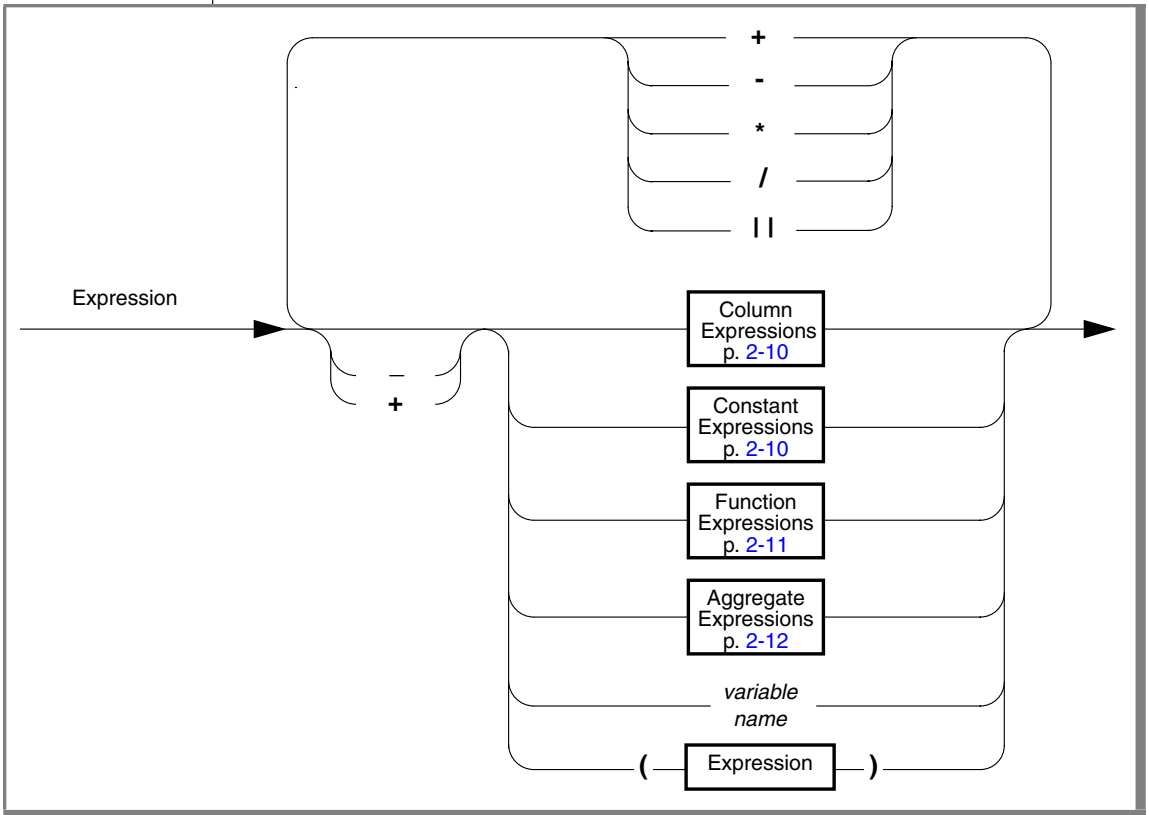 +
-
*
/
||
Expression
Column
Expressions
p. 2-10
–
+
Constant
Expressions
p. 2-10
Function
Expressions
p. 2-11
Aggregate
Expressions
p. 2-12
variable
name
( Expression )